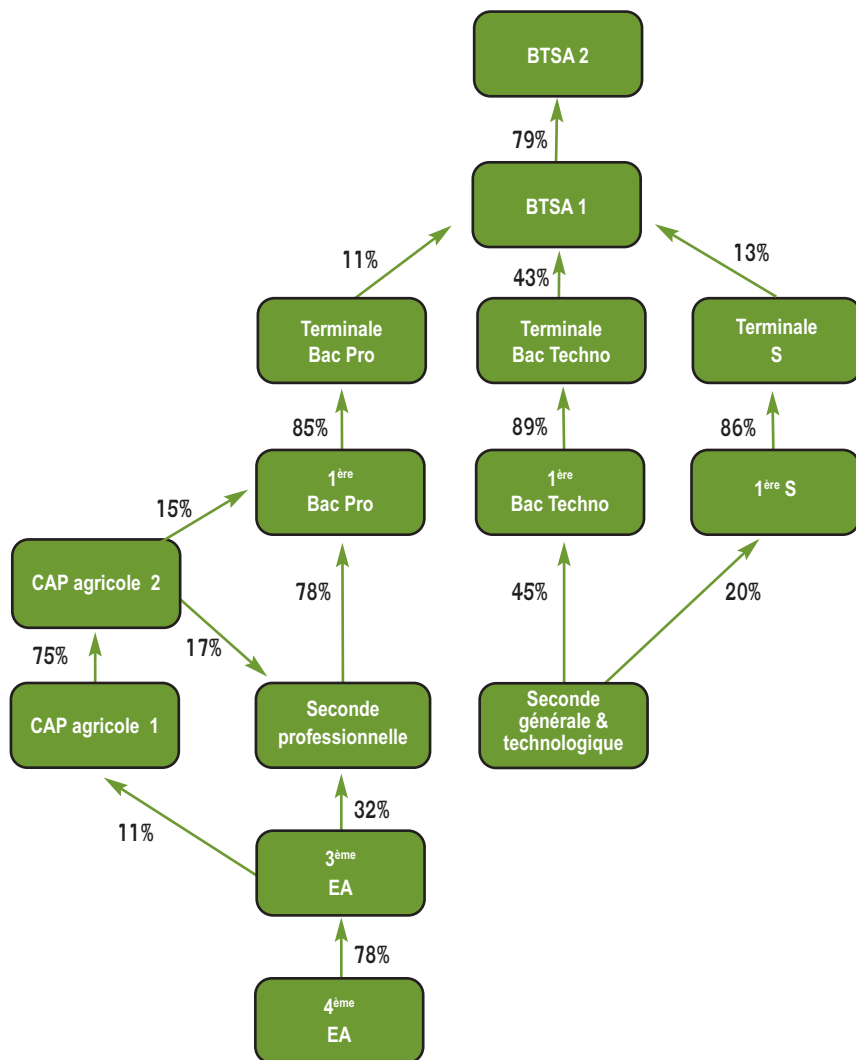 BTSA 2
79%
BTSA 1
11%
43%
13%
Terminale
Bac Pro
Terminale
Bac Techno
Terminale
S
85%
89%
86%
1ère
Bac Pro
1ère
Bac Techno
1ère S
15%
CAP agricole 2
78%
45%
20%
17%
75%
CAP agricole 1
Seconde
professionnelle
Seconde
générale &
technologique
32%
11%
3ème
EA
78%
4ème
EA